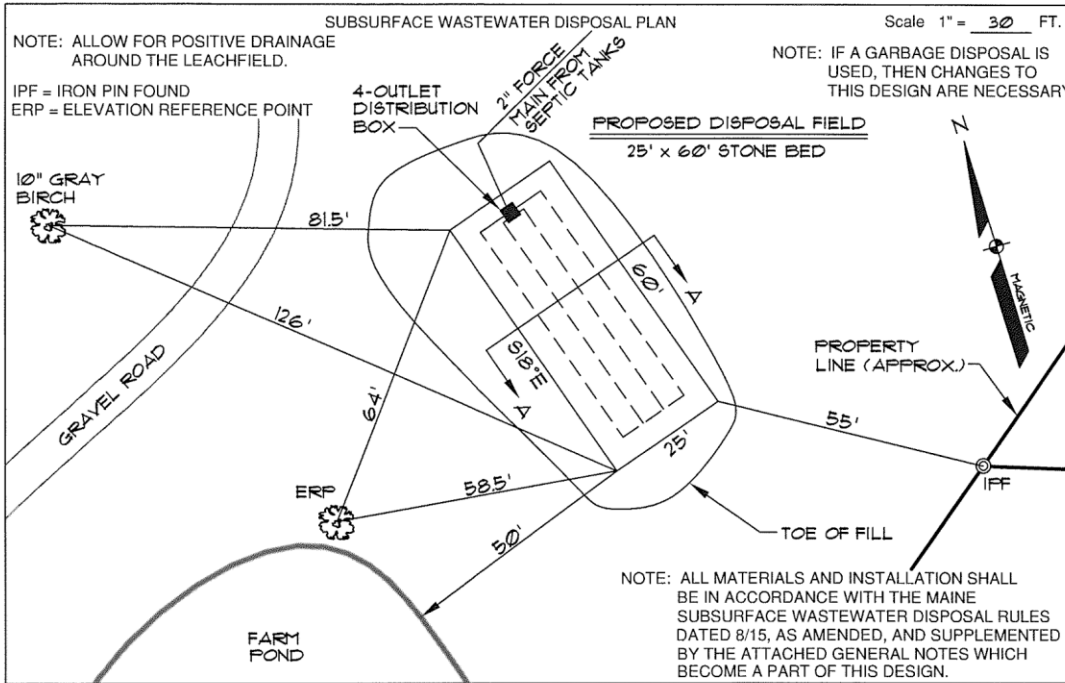 SUBSURFACE WASTEWATER DISPOSAL PLAN
Scale 1" = 30 FT.
NOTE: ALLOW FOR POSITIVE DRAINAGE
AROUND THE LEACHFIELD.
IPF = IRON PIN FOUND
ERP = ELEVATION REFERENCE POINT
NOTE: IF A GARBAGE DISPOSAL IS
USED, THEN CHANGES TO
THIS DESIGN ARE NECESSARY
4-OUTLET
DISTRIBUTION
BOX
2" FORCE
MAIN FROM
SEPTIC TANKS
PROPOSED DISPOSAL FIELD
25' x 60' STONE BED
N
MAGNETIC
10" GRAY
BIRCH
81.5'
126'
64'
GRAVEL ROAD
60'
A
S18°E
A
25'
PROPERTY
LINE (APPROX.)
55'
IPF
ERP
58.5'
50'
TOE OF FILL
FARM
POND
NOTE: ALL MATERIALS AND INSTALLATION SHALL
BE IN ACCORDANCE WITH THE MAINE
SUBSURFACE WASTEWATER DISPOSAL RULES
DATED 8/15, AS AMENDED, AND SUPPLEMENTED
BY THE ATTACHED GENERAL NOTES WHICH
BECOME A PART OF THIS DESIGN.